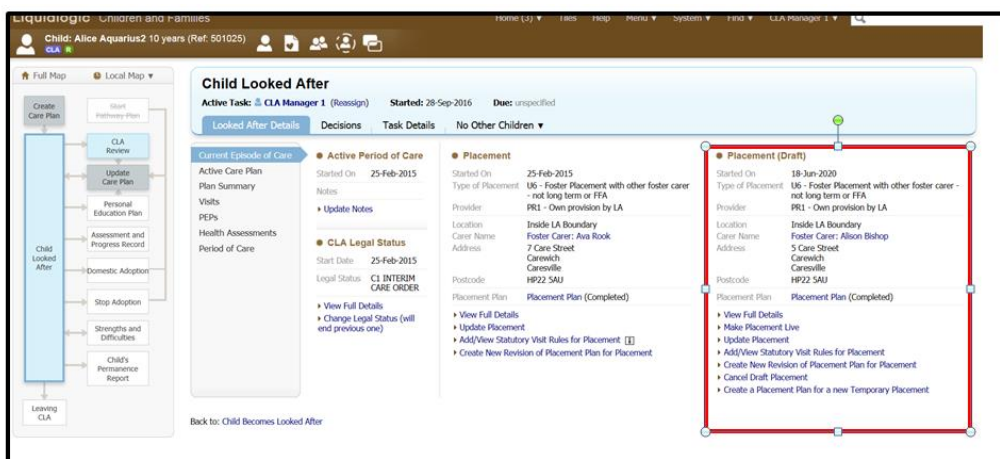 Liquidlogic Children and Families
Home (3) ▼ Tiles Help Menu ▼ System ▼ Find ▼ CLA Manager 1 ▼
Child: Alice Aquarius2 10 years (Ref: 501025)
CLA R
Full Map Local Map ▼
Create Care Plan
Start Pathway Plan
CLA Review
Update Care Plan
Personal Education Plan
Assessment and Progress Record
Child Looked After
Domestic Adoption
Stop Adoption
Strengths and Difficulties
Child's Permanence Report
Leaving CLA
Child Looked After
Active Task: CLA Manager 1 (Reassign) Started: 28-Sep-2016 Due: unspecified
Looked After Details Decisions Task Details No Other Children ▼
Current Episode of Care
Active Care Plan
Plan Summary
Visits
PEPs
Health Assessments
Period of Care
Active Period of Care
Started On 25-Feb-2015
Notes
Update Notes
CLA Legal Status
Start Date 25-Feb-2015
Legal Status C1 INTERIM
CARE ORDER
View Full Details
Change Legal Status (will
end previous one)
Placement
Started On 25-Feb-2015
Type of Placement U6 - Foster Placement with other foster carer
- not long term or FFA
Provider PR1 - Own provision by LA
Location Inside LA Boundary
Carer Name Foster Carer: Ava Rook
Address 7 Care Street
Carewich
Caresville
Postcode HP22 5AU
Placement Plan Placement Plan (Completed)
View Full Details
Update Placement
Add/View Statutory Visit Rules for Placement
Create New Revision of Placement Plan for Placement
Placement (Draft)
Started On 18-Jun-2020
Type of Placement U6 - Foster Placement with other foster carer -
not long term or FFA
Provider PR1 - Own provision by LA
Location Inside LA Boundary
Carer Name Foster Carer: Alison Bishop
Address 5 Care Street
Carewich
Caresville
Postcode HP22 5AU
Placement Plan Placement Plan (Completed)
View Full Details
Make Placement Live
Update Placement
Add/View Statutory Visit Rules for Placement
Create New Revision of Placement Plan for Placement
Cancel Draft Placement
Create a Placement Plan for a new Temporary Placement
Back to: Child Becomes Looked After